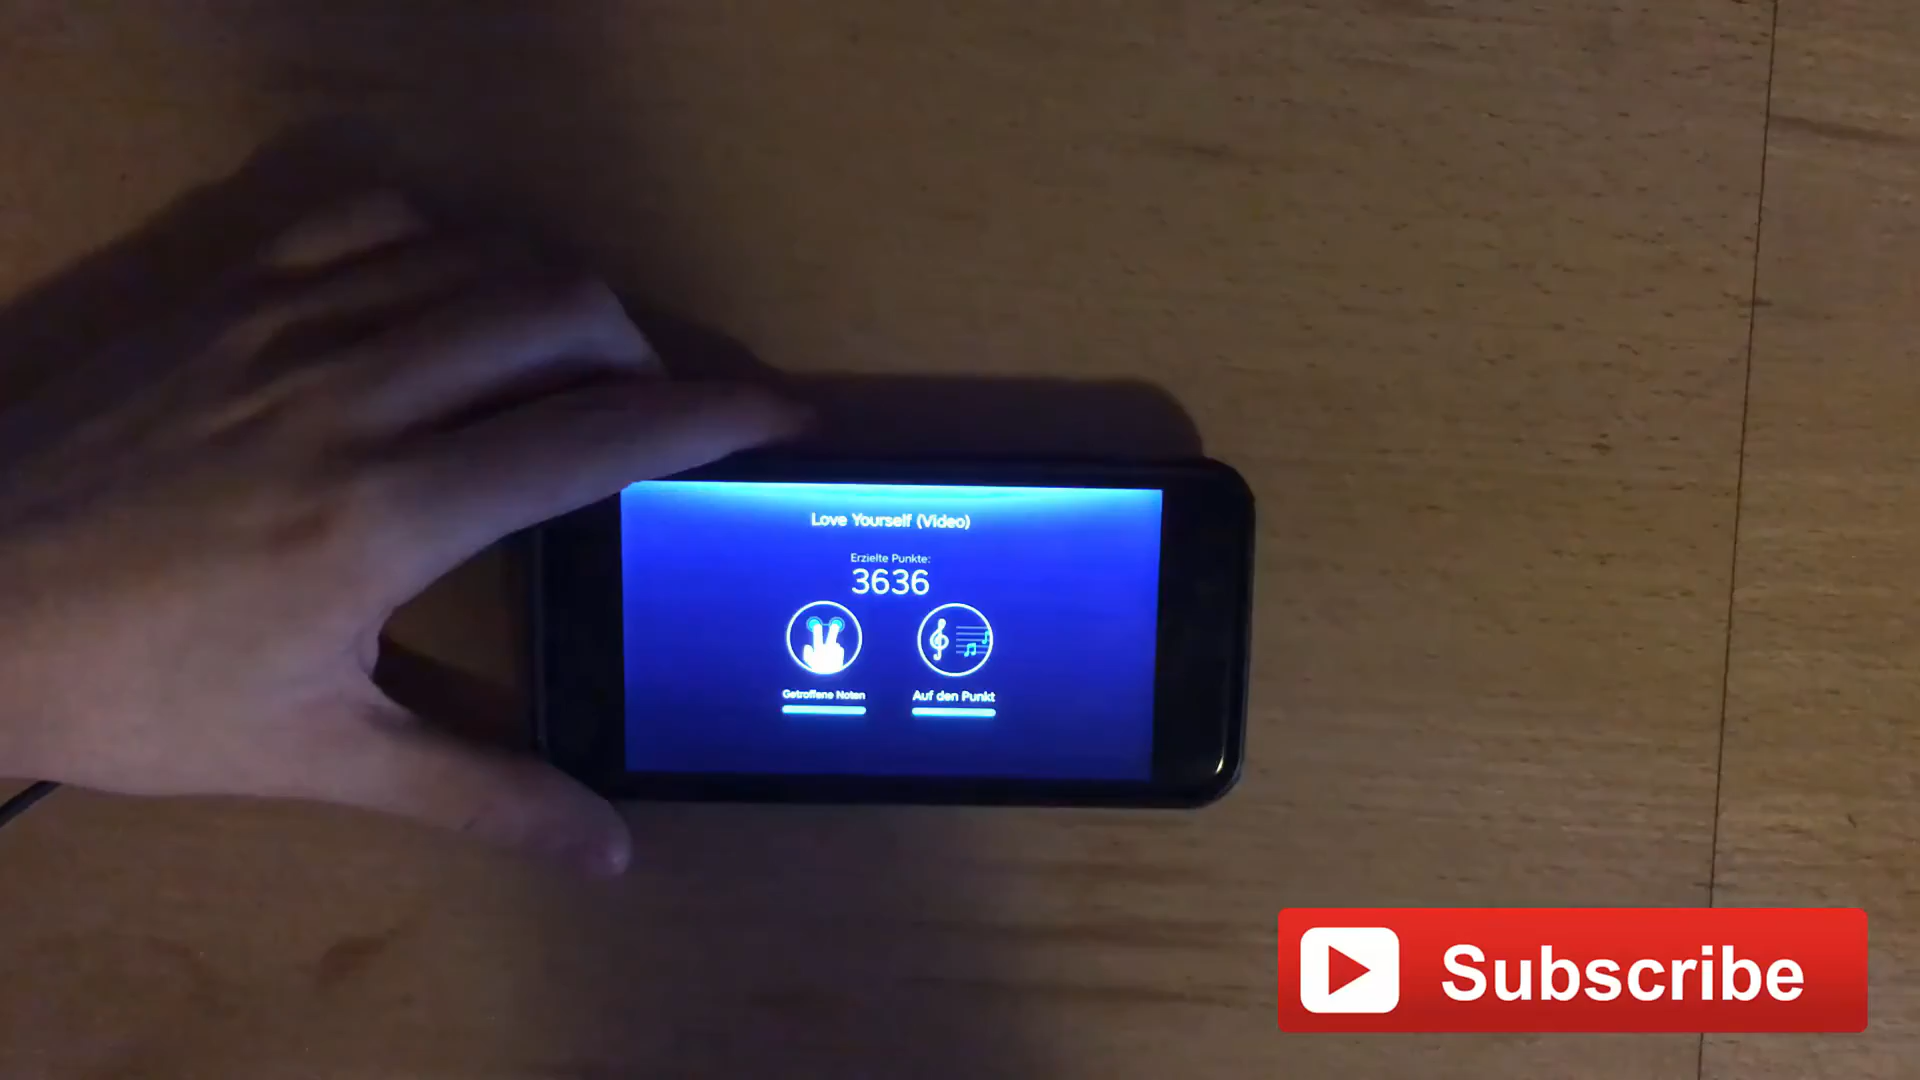 Love Yourself (Video)
Erzielte Punkte:
3636
Getroffene Noten
Auf den Punkt
Subscribe